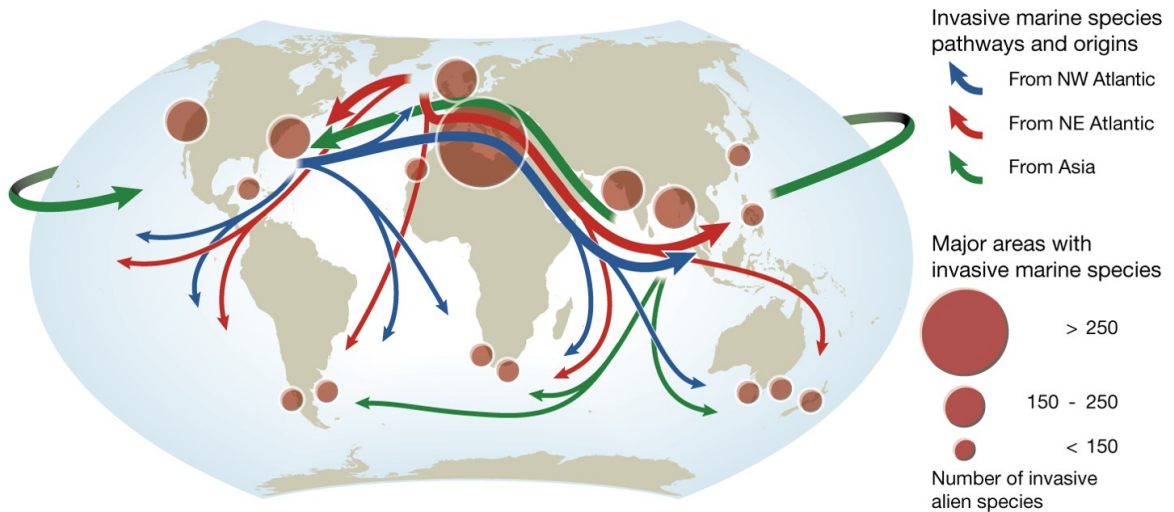 Invasive marine species
pathways and origins
From NW Atlantic
From NE Atlantic
From Asia
Major areas with
invasive marine species
> 250
150 - 250
< 150
Number of invasive
alien species